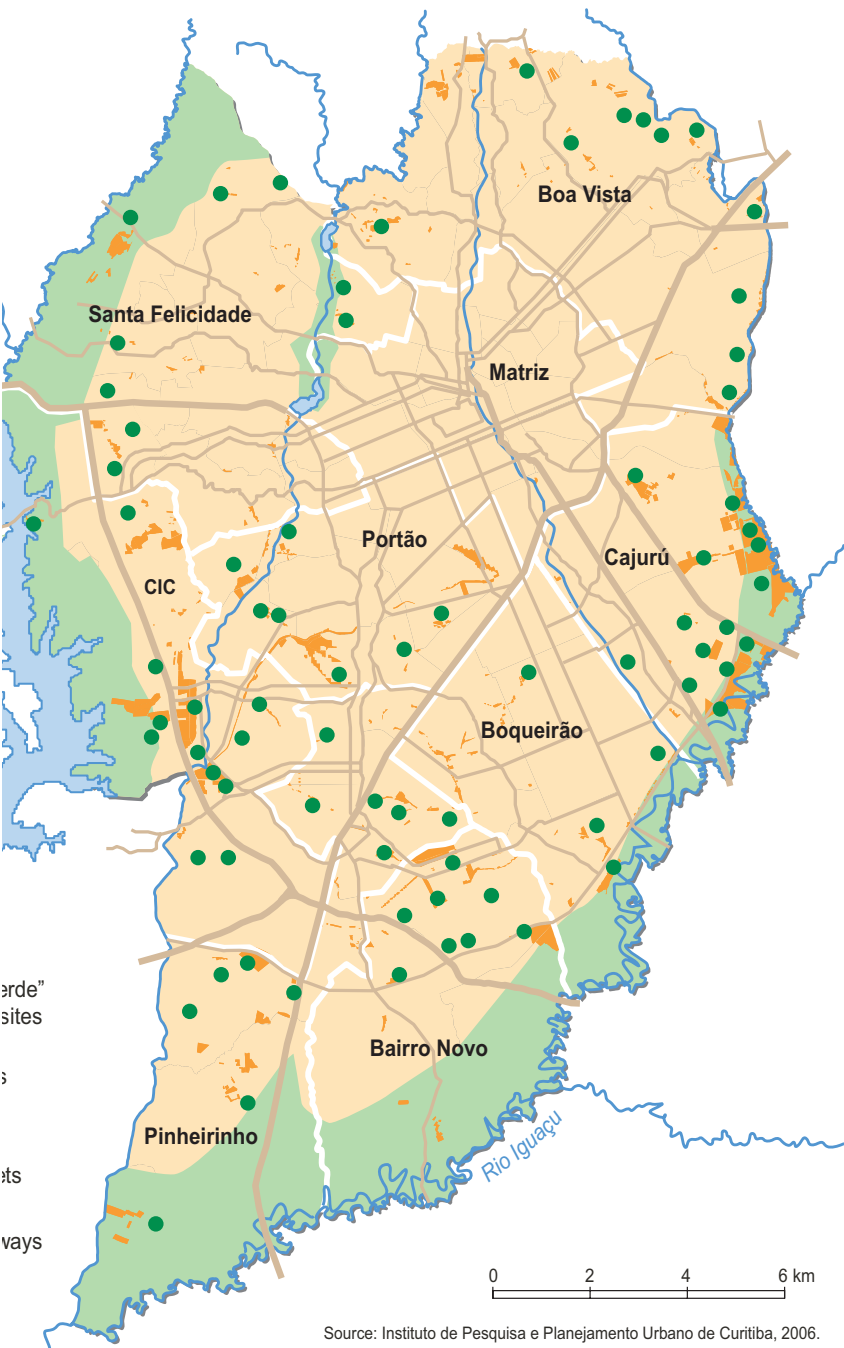 Boa Vista
Santa Felicidade
Matriz
Portão
Cajurú
CIC
Boqueirão
erde”
sites
s
Bairro Novo
Pinheirinho
Rio Iguaçu
ets
ways
0 2 4 6 km
Source: Instituto de Pesquisa e Planejamento Urbano de Curitiba, 2006.